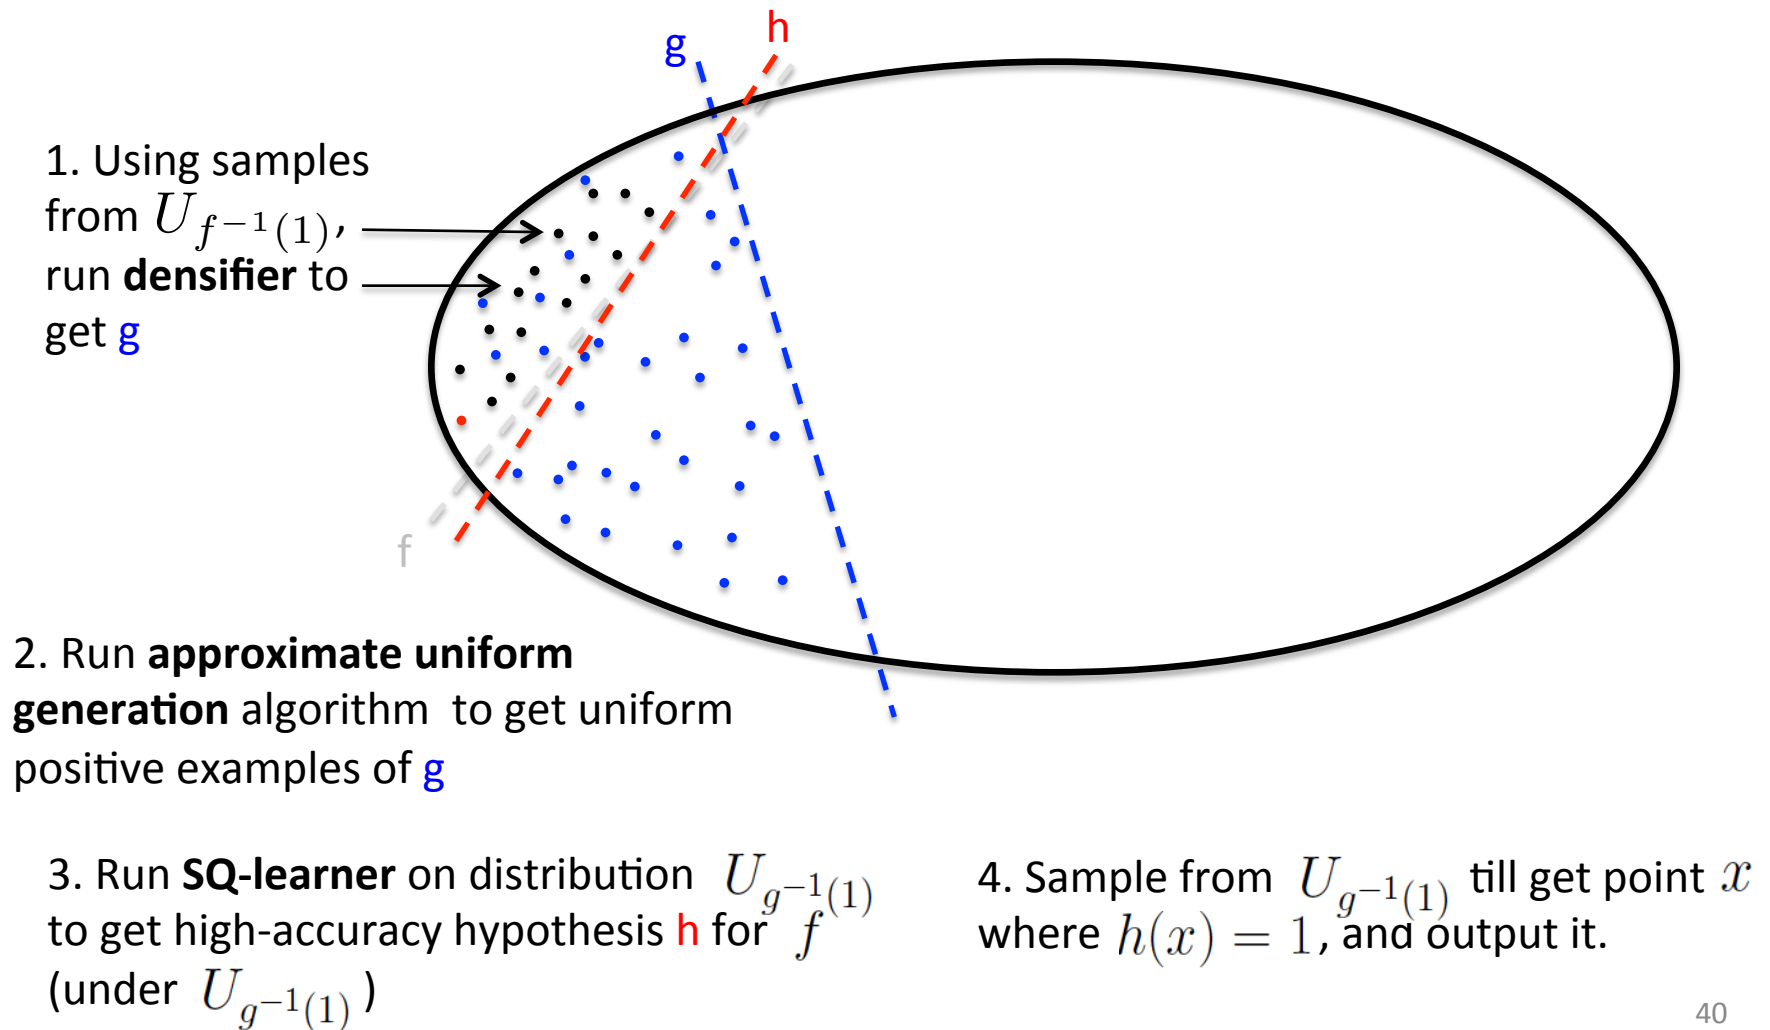 h
g
1. Using samples
from U_{f^{-1}(1)},
run densifier to
get g
f
2. Run approximate uniform
generation algorithm to get uniform
positive examples of g
3. Run SQ-learner on distribution U_{g^{-1}(1)}
to get high-accuracy hypothesis h for f
(under U_{g^{-1}(1)} )
4. Sample from U_{g^{-1}(1)} till get point x
where h(x) = 1, and output it.
40